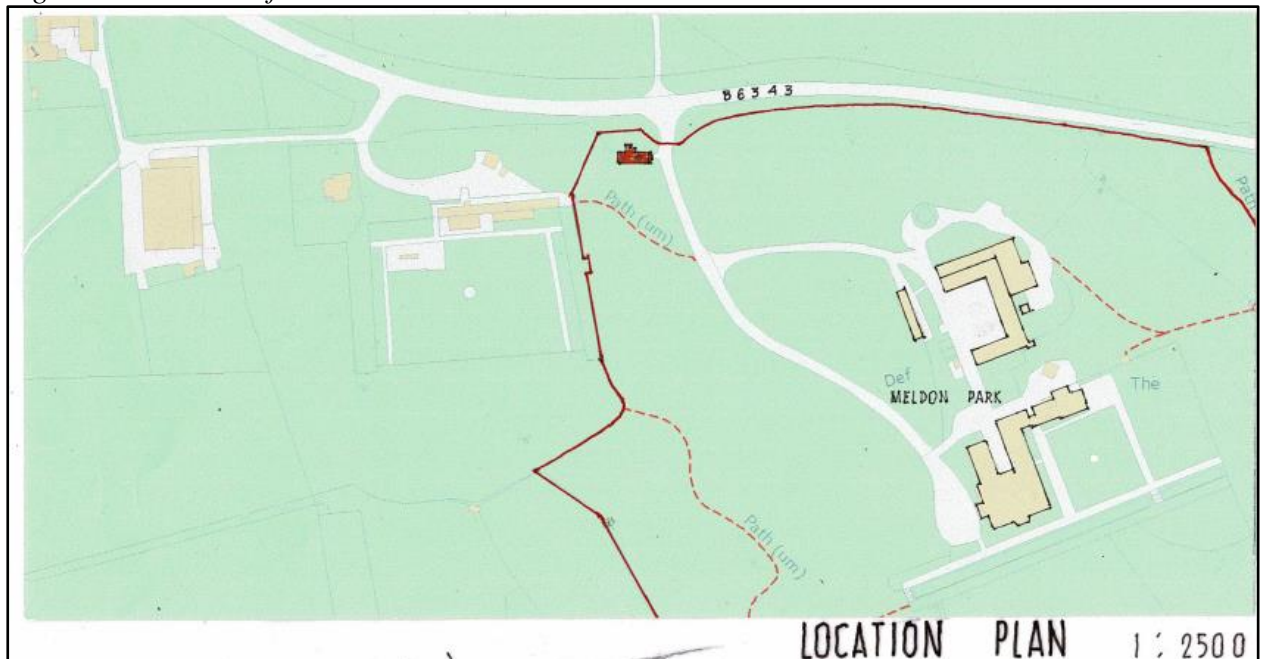 B6343
Path (um)
Path
Def
The
MELDON PARK
Path (um)
LOCATION PLAN 1:2500